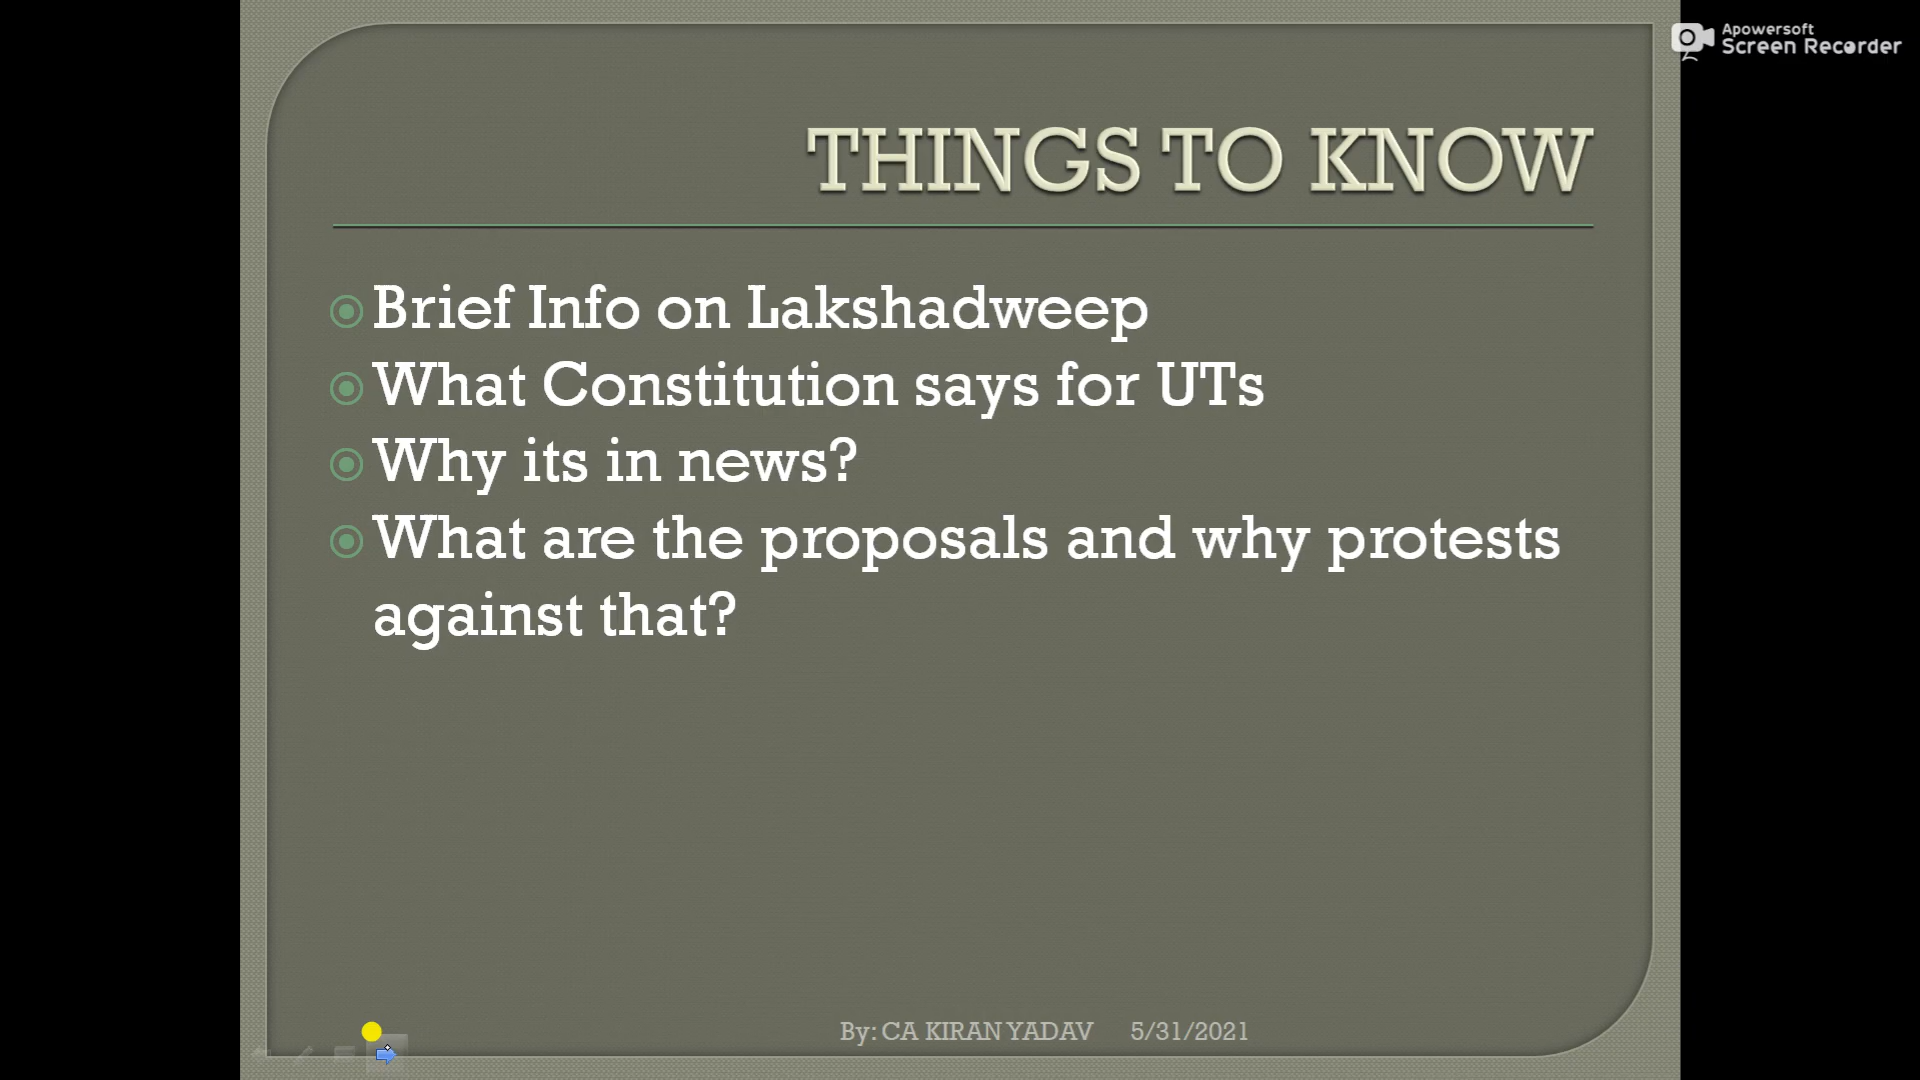 Apowersoft
Screen Recorder
THINGS TO KNOW
Brief Info on Lakshadweep
What Constitution says for UTs
Why its in news?
What are the proposals and why protests
against that?
By: CA KIRAN YADAV 5/31/2021